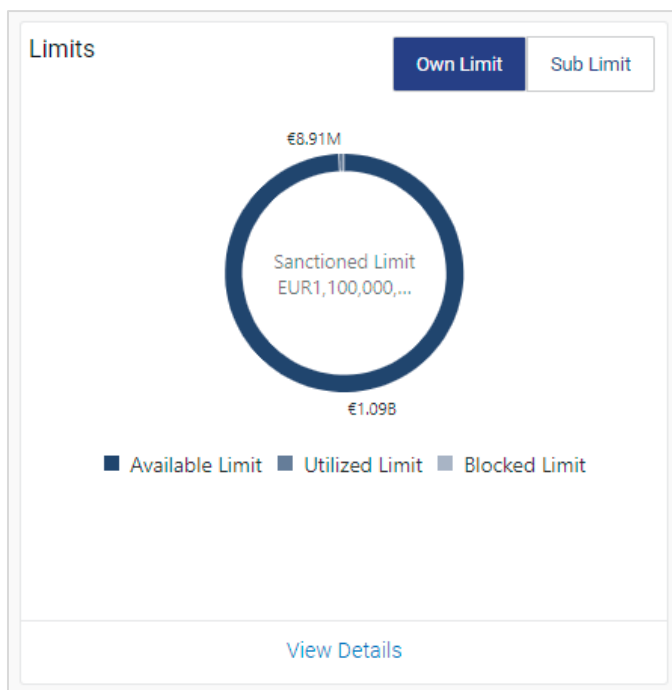 Limits
Own Limit
Sub Limit
€8.91M
Sanctioned Limit
EUR1,100,000,...
€1.09B
Available Limit
Utilized Limit
Blocked Limit
View Details